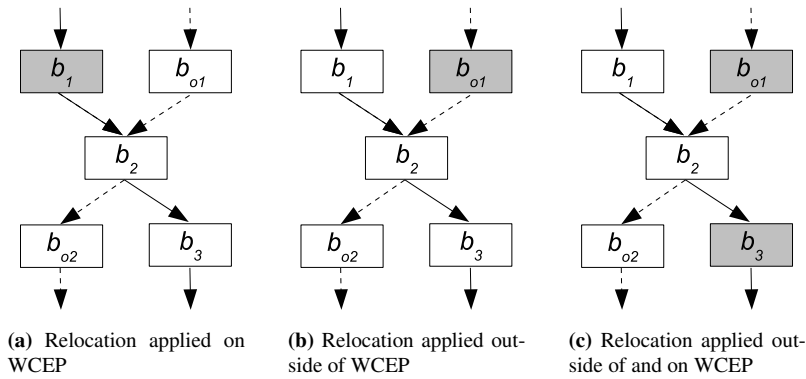 b1 bo1
b2
bo2 b3
b1 bo1
b2
bo2 b3
b1 bo1
b2
bo2 b3
(a) Relocation applied on
WCEP
(b) Relocation applied out-
side of WCEP
(c) Relocation applied out-
side of and on WCEP